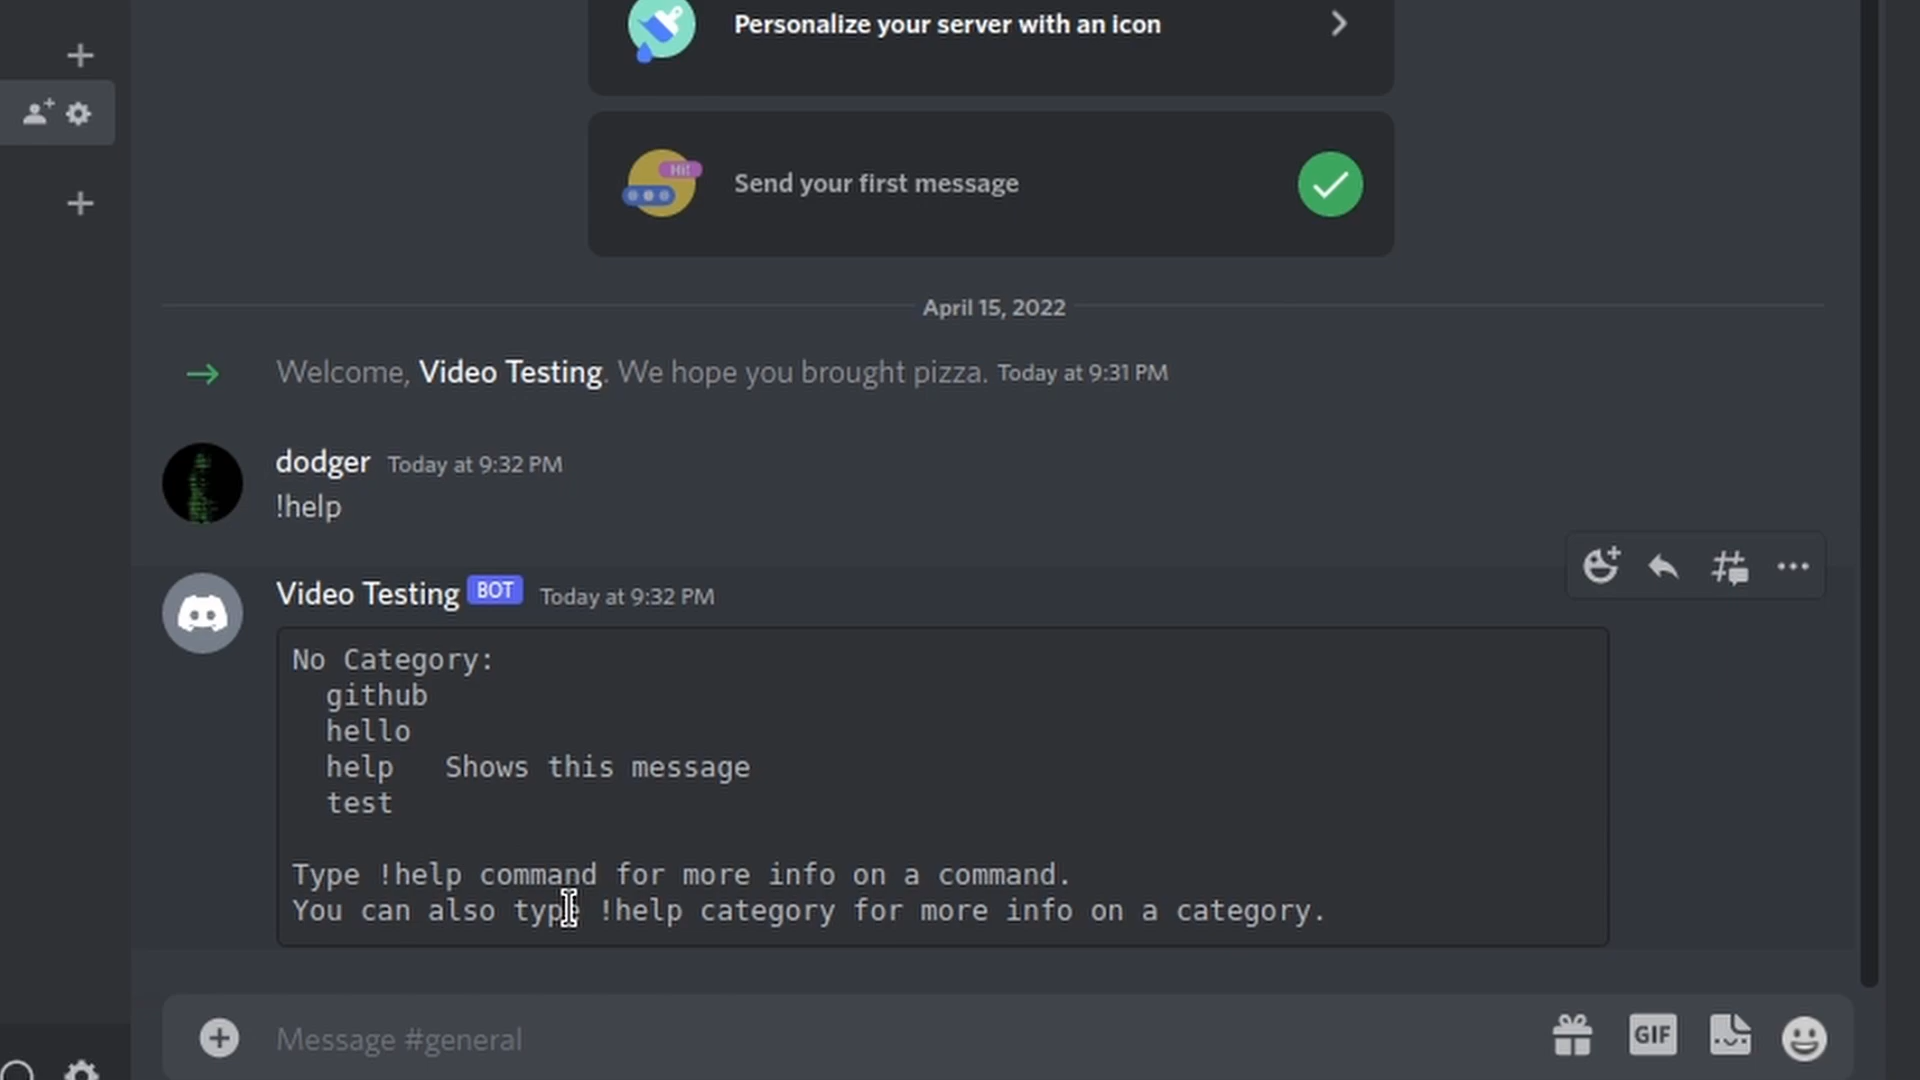 Personalize your server with an icon
Hi!
Send your first message
April 15, 2022
Welcome, Video Testing. We hope you brought pizza. Today at 9:31 PM
dodger Today at 9:32 PM
!help
Video Testing BOT Today at 9:32 PM
No Category:
github
hello
help Shows this message
test
Type !help command for more info on a command.
You can also type !help category for more info on a category.
Message #general
GIF